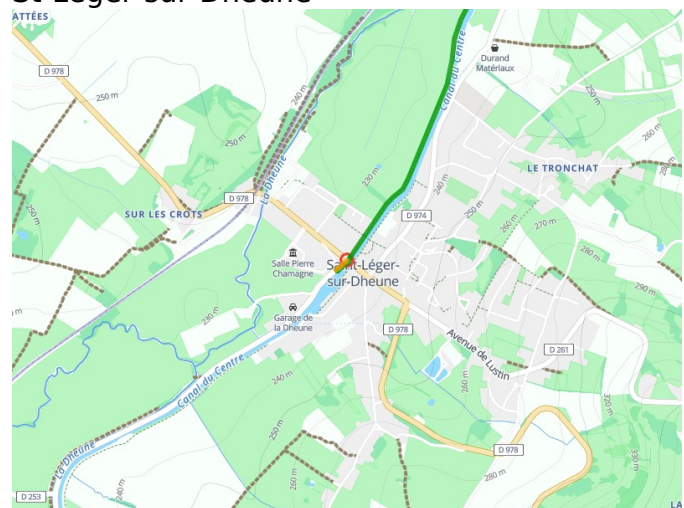 St-Léger-sur-Dheune
ATTÉES
D 978
250 m
240 m
Durand
Matériaux
Canal du Centre
260 m
250 m
La Dheune
LE TRONCHAT
230 m
240 m
D 978
250 m
SUR LES CROTS
D 974
260 m
270 m
280 m
250 m
Salle Pierre
Chamagne
Saint-Léger-
sur-Dheune
290 m
230 m
Garage de
la Dheune
D 978
Avenue de Lustin
D 261
Canal du Centre
240 m
260 m
320 m
250 m
La Dheune
D 978
330 m
260 m
280 m
D 253
240 m
LA